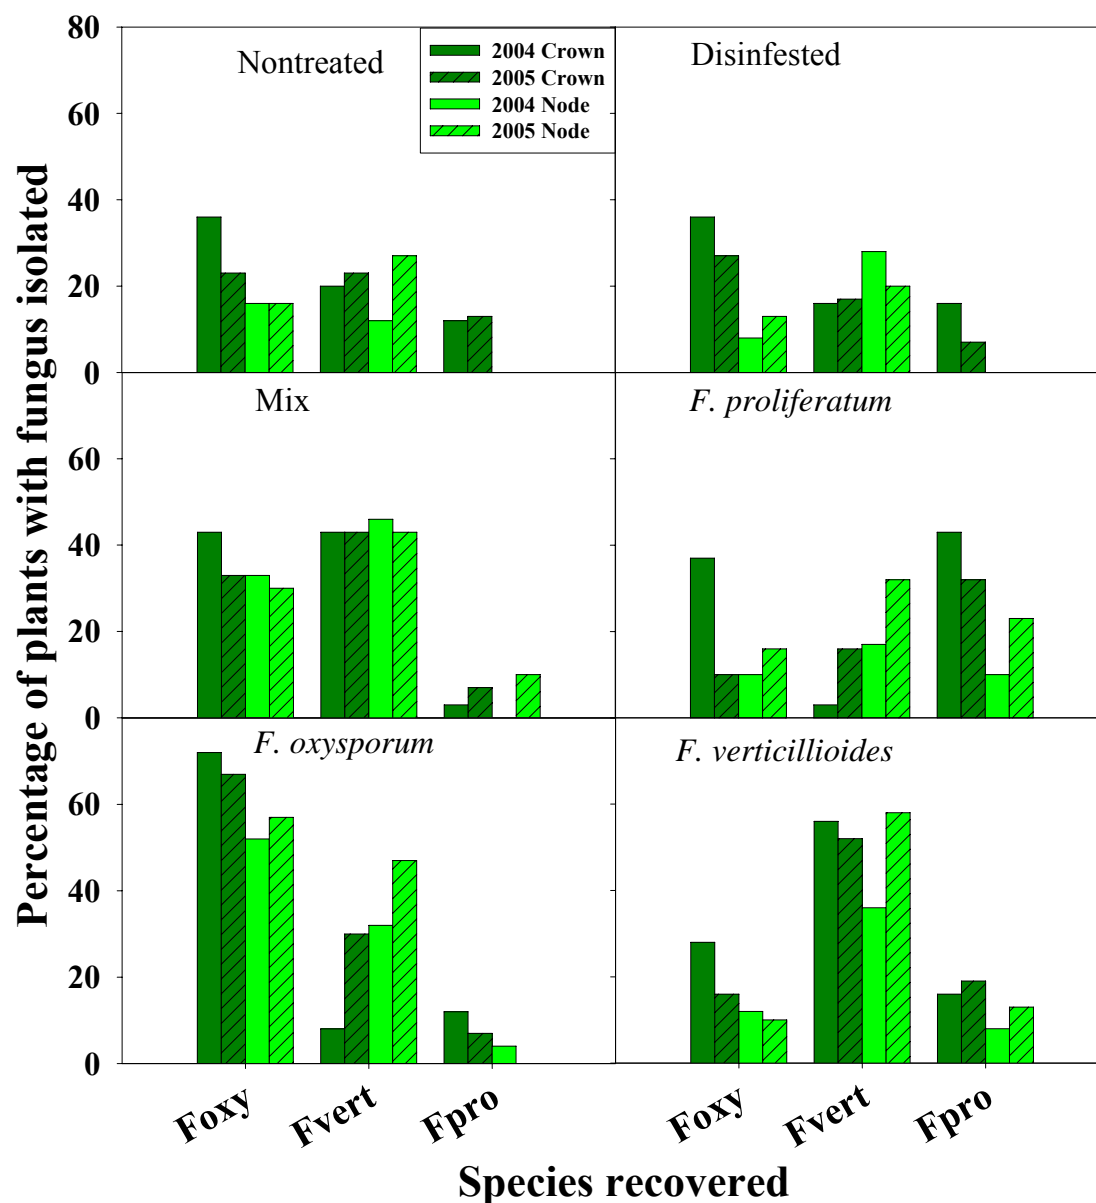 80
60
40
20
0
60
40
20
0
60
40
20
0
Percentage of plants with fungus isolated
Nontreated
2004 Crown
2005 Crown
2004 Node
2005 Node
Disinfested
Mix
F. proliferatum
F. oxysporum
F. verticillioides
Foxy Fvert Fpro Foxy Fvert Fpro
Species recovered